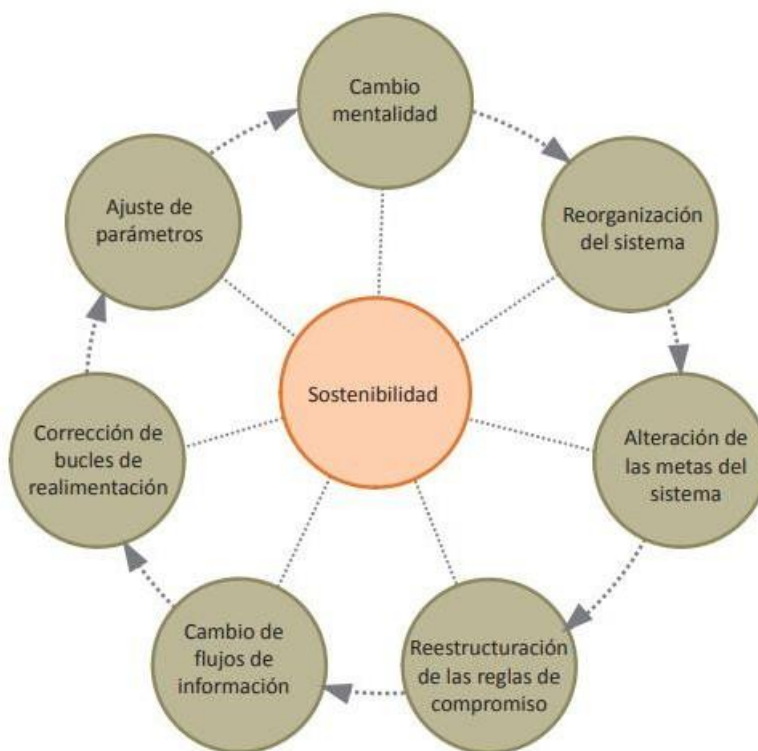 Cambio
mentalidad
Reorganización
del sistema
Alteración de
las metas del
sistema
Reestructuración
de las reglas de
compromiso
Cambio de
flujos de
información
Corrección de
bucles de
realimentación
Ajuste de
parámetros
Sostenibilidad